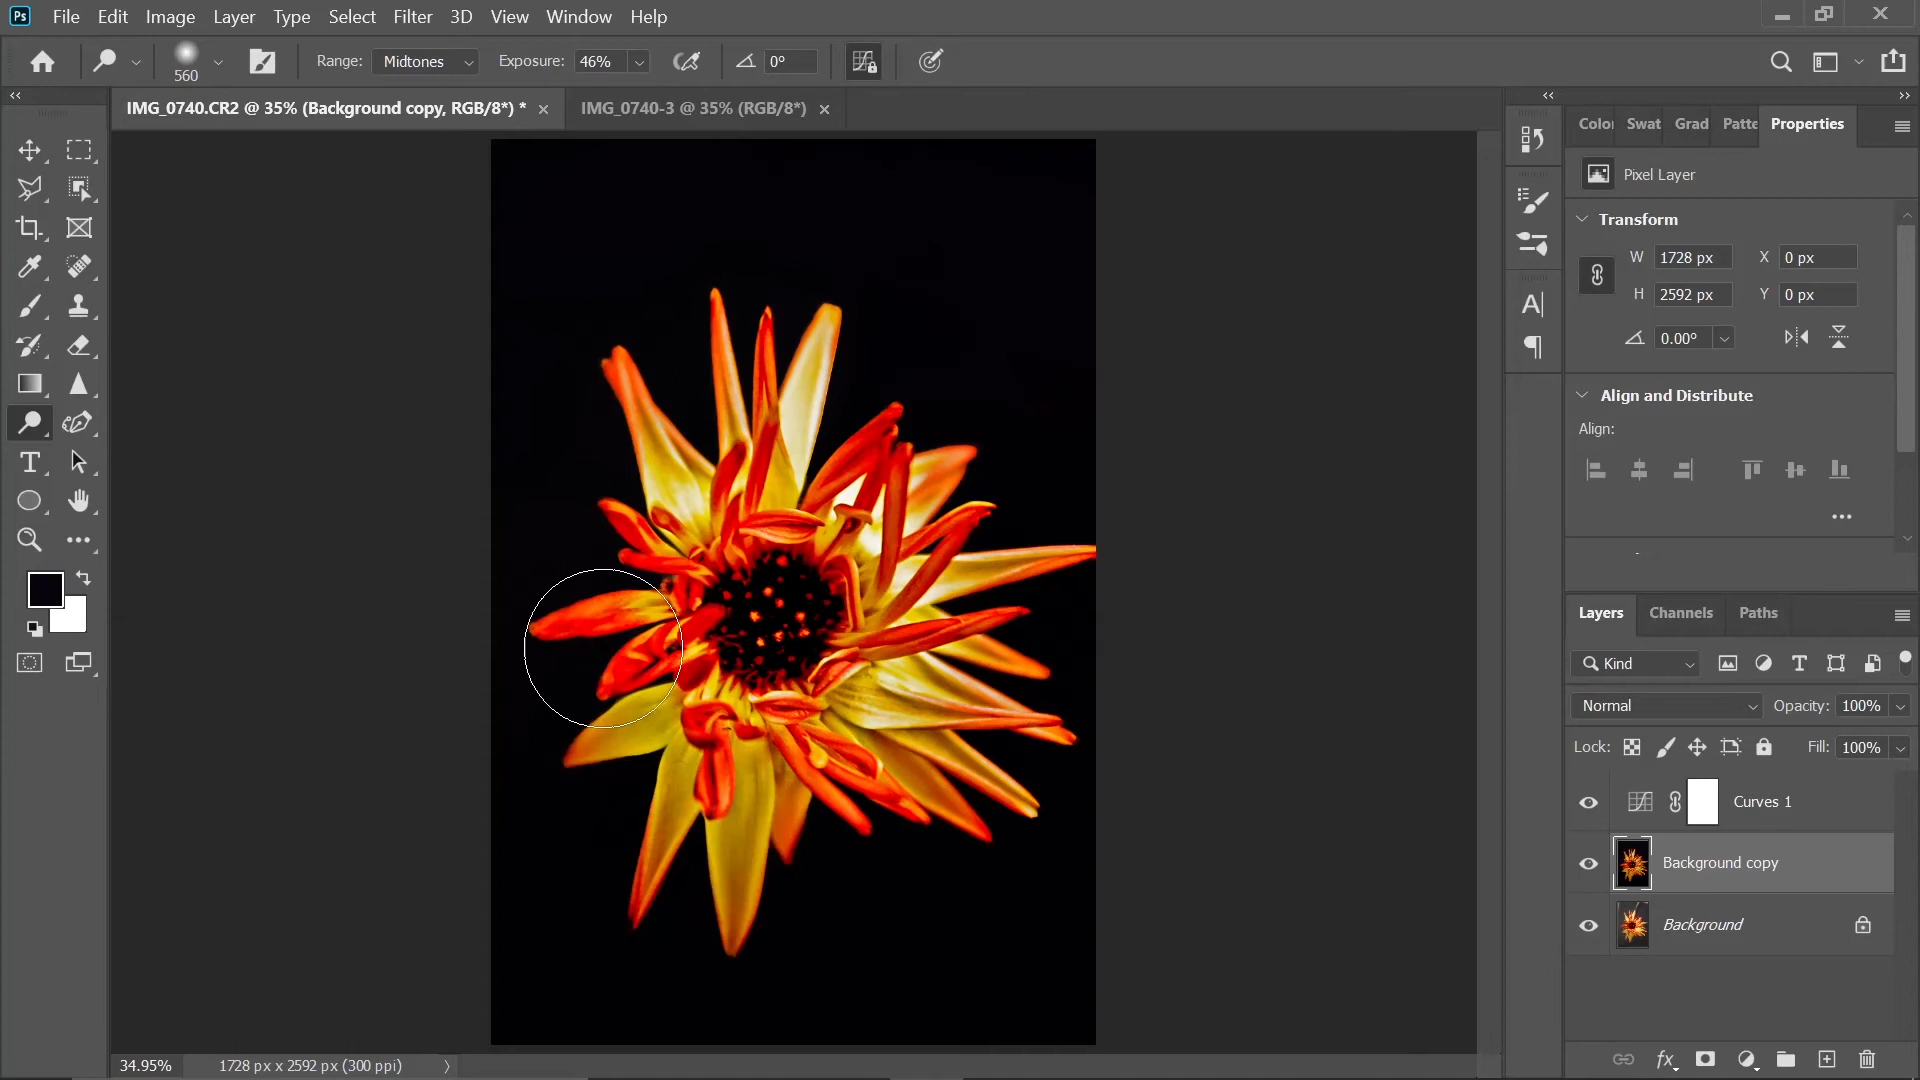 Ps File Edit Image Layer Type Select Filter 3D View Window Help
560 Range: Midtones Exposure: 46% 0°
IMG_0740.CR2 @ 35% (Background copy, RGB/8*) * IMG_0740-3 @ 35% (RGB/8*)
Color Swat Grad Patte Properties
Pixel Layer
Transform
W 1728 px X 0 px
H 2592 px Y 0 px
0.00°
Align and Distribute
Align:
Layers Channels Paths
Kind
Normal Opacity: 100%
Lock: Fill: 100%
Curves 1
Background copy
Background
34.95% 1728 px x 2592 px (300 ppi)